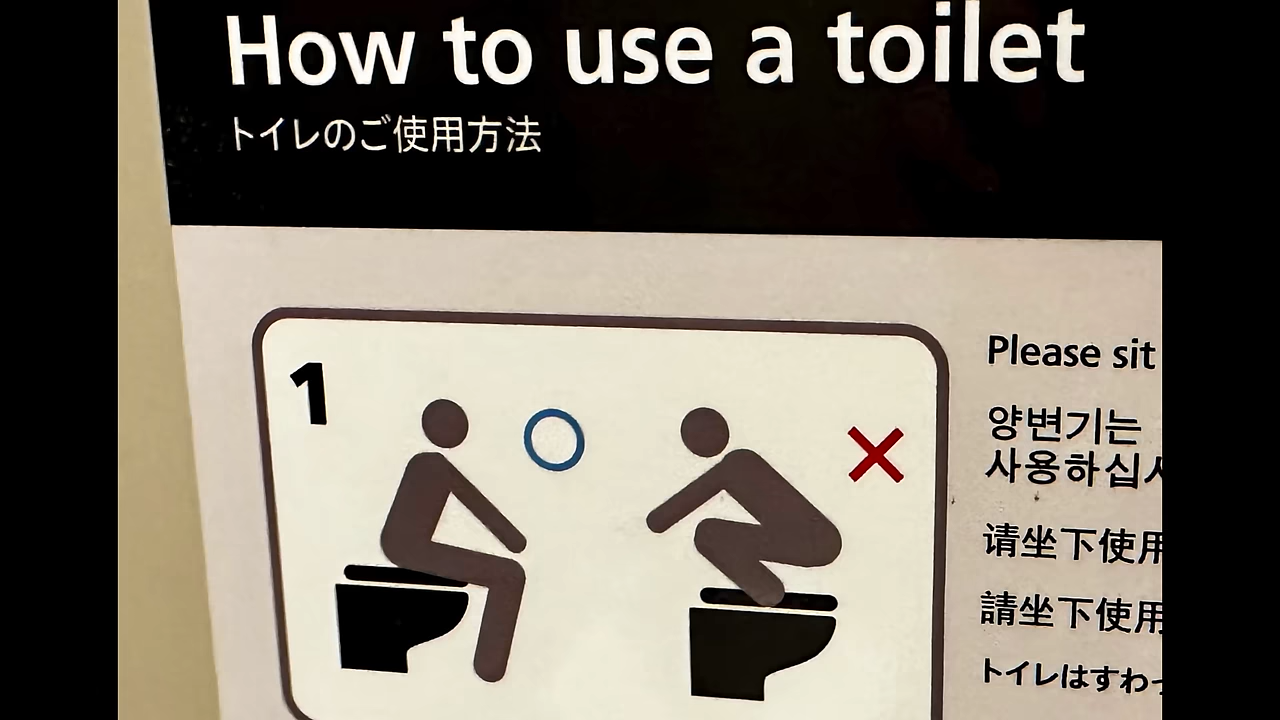 How to use a toilet
トイレのご使用方法
1
Please sit
양변기는
사용하십
请坐下使用
請坐下使用
トイレはすわっ